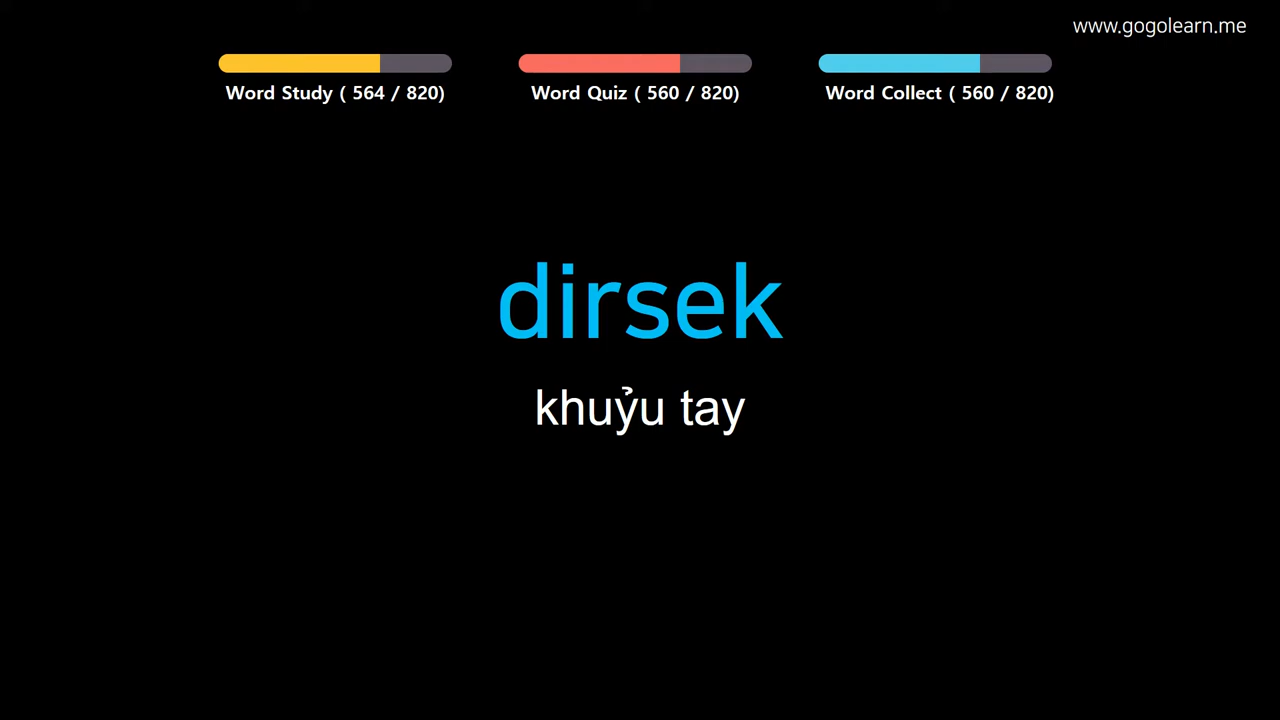 www.gogolearn.me
Word Study ( 564 / 820)
Word Quiz ( 560 / 820)
Word Collect ( 560 / 820)
dirsek
khuỷu tay